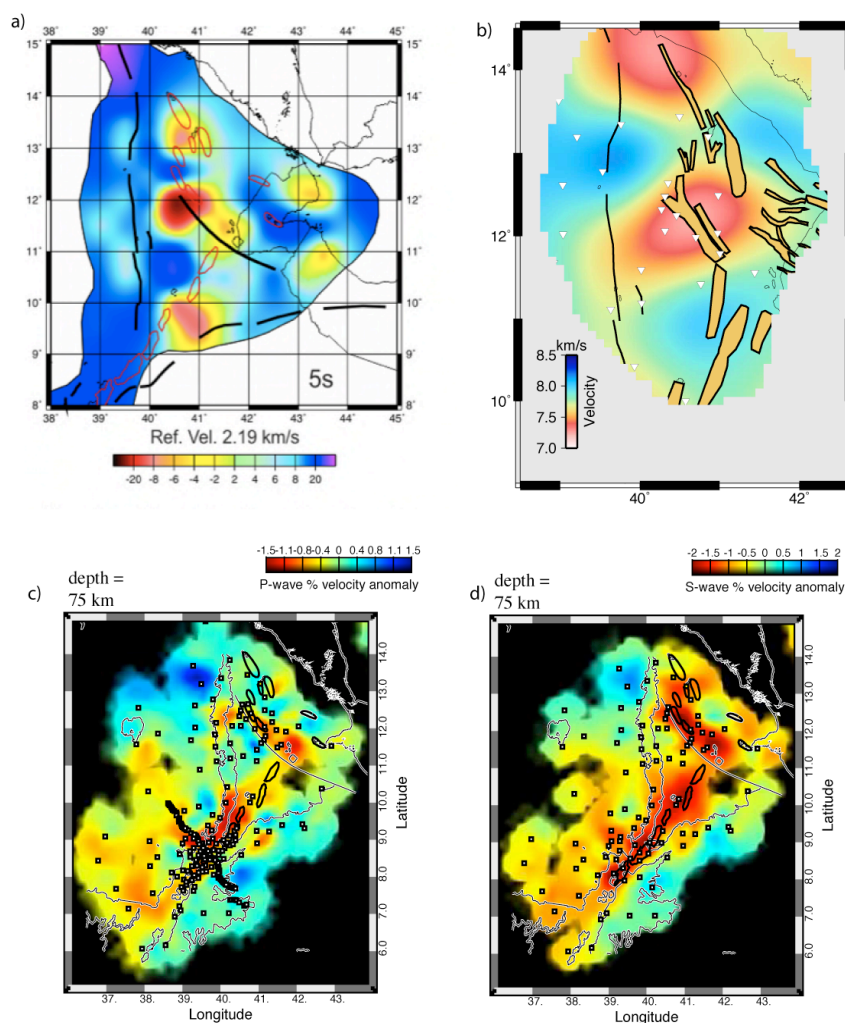 a)
38˚ 39˚ 40˚ 41˚ 42˚ 43˚ 44˚ 45˚
15˚ 15˚
14˚ 14˚
13˚ 13˚
12˚ 12˚
11˚ 11˚
10˚ 10˚
9˚ 9˚
5s
8˚ 8˚
38˚ 39˚ 40˚ 41˚ 42˚ 43˚ 44˚ 45˚
Ref. Vel. 2.19 km/s
-20 -8 -6 -4 -2 2 4 6 8 20
b)
14˚
12˚
km/s
8.5
8.0
7.5
7.0
Velocity
10˚
40˚ 42˚
c)
depth =
75 km
-1.5-1.1-0.8-0.4 0 0.4 0.8 1.1 1.5
P-wave % velocity anomaly
14.0
13.0
12.0
11.0
10.0
9.0
8.0
7.0
6.0
Latitude
37. 38. 39. 40. 41. 42. 43.
Longitude
d)
depth =
75 km
-2 -1.5 -1 -0.5 0 0.5 1 1.5 2
S-wave % velocity anomaly
14.0
13.0
12.0
11.0
10.0
9.0
8.0
7.0
6.0
Latitude
37. 38. 39. 40. 41. 42. 43.
Longitude